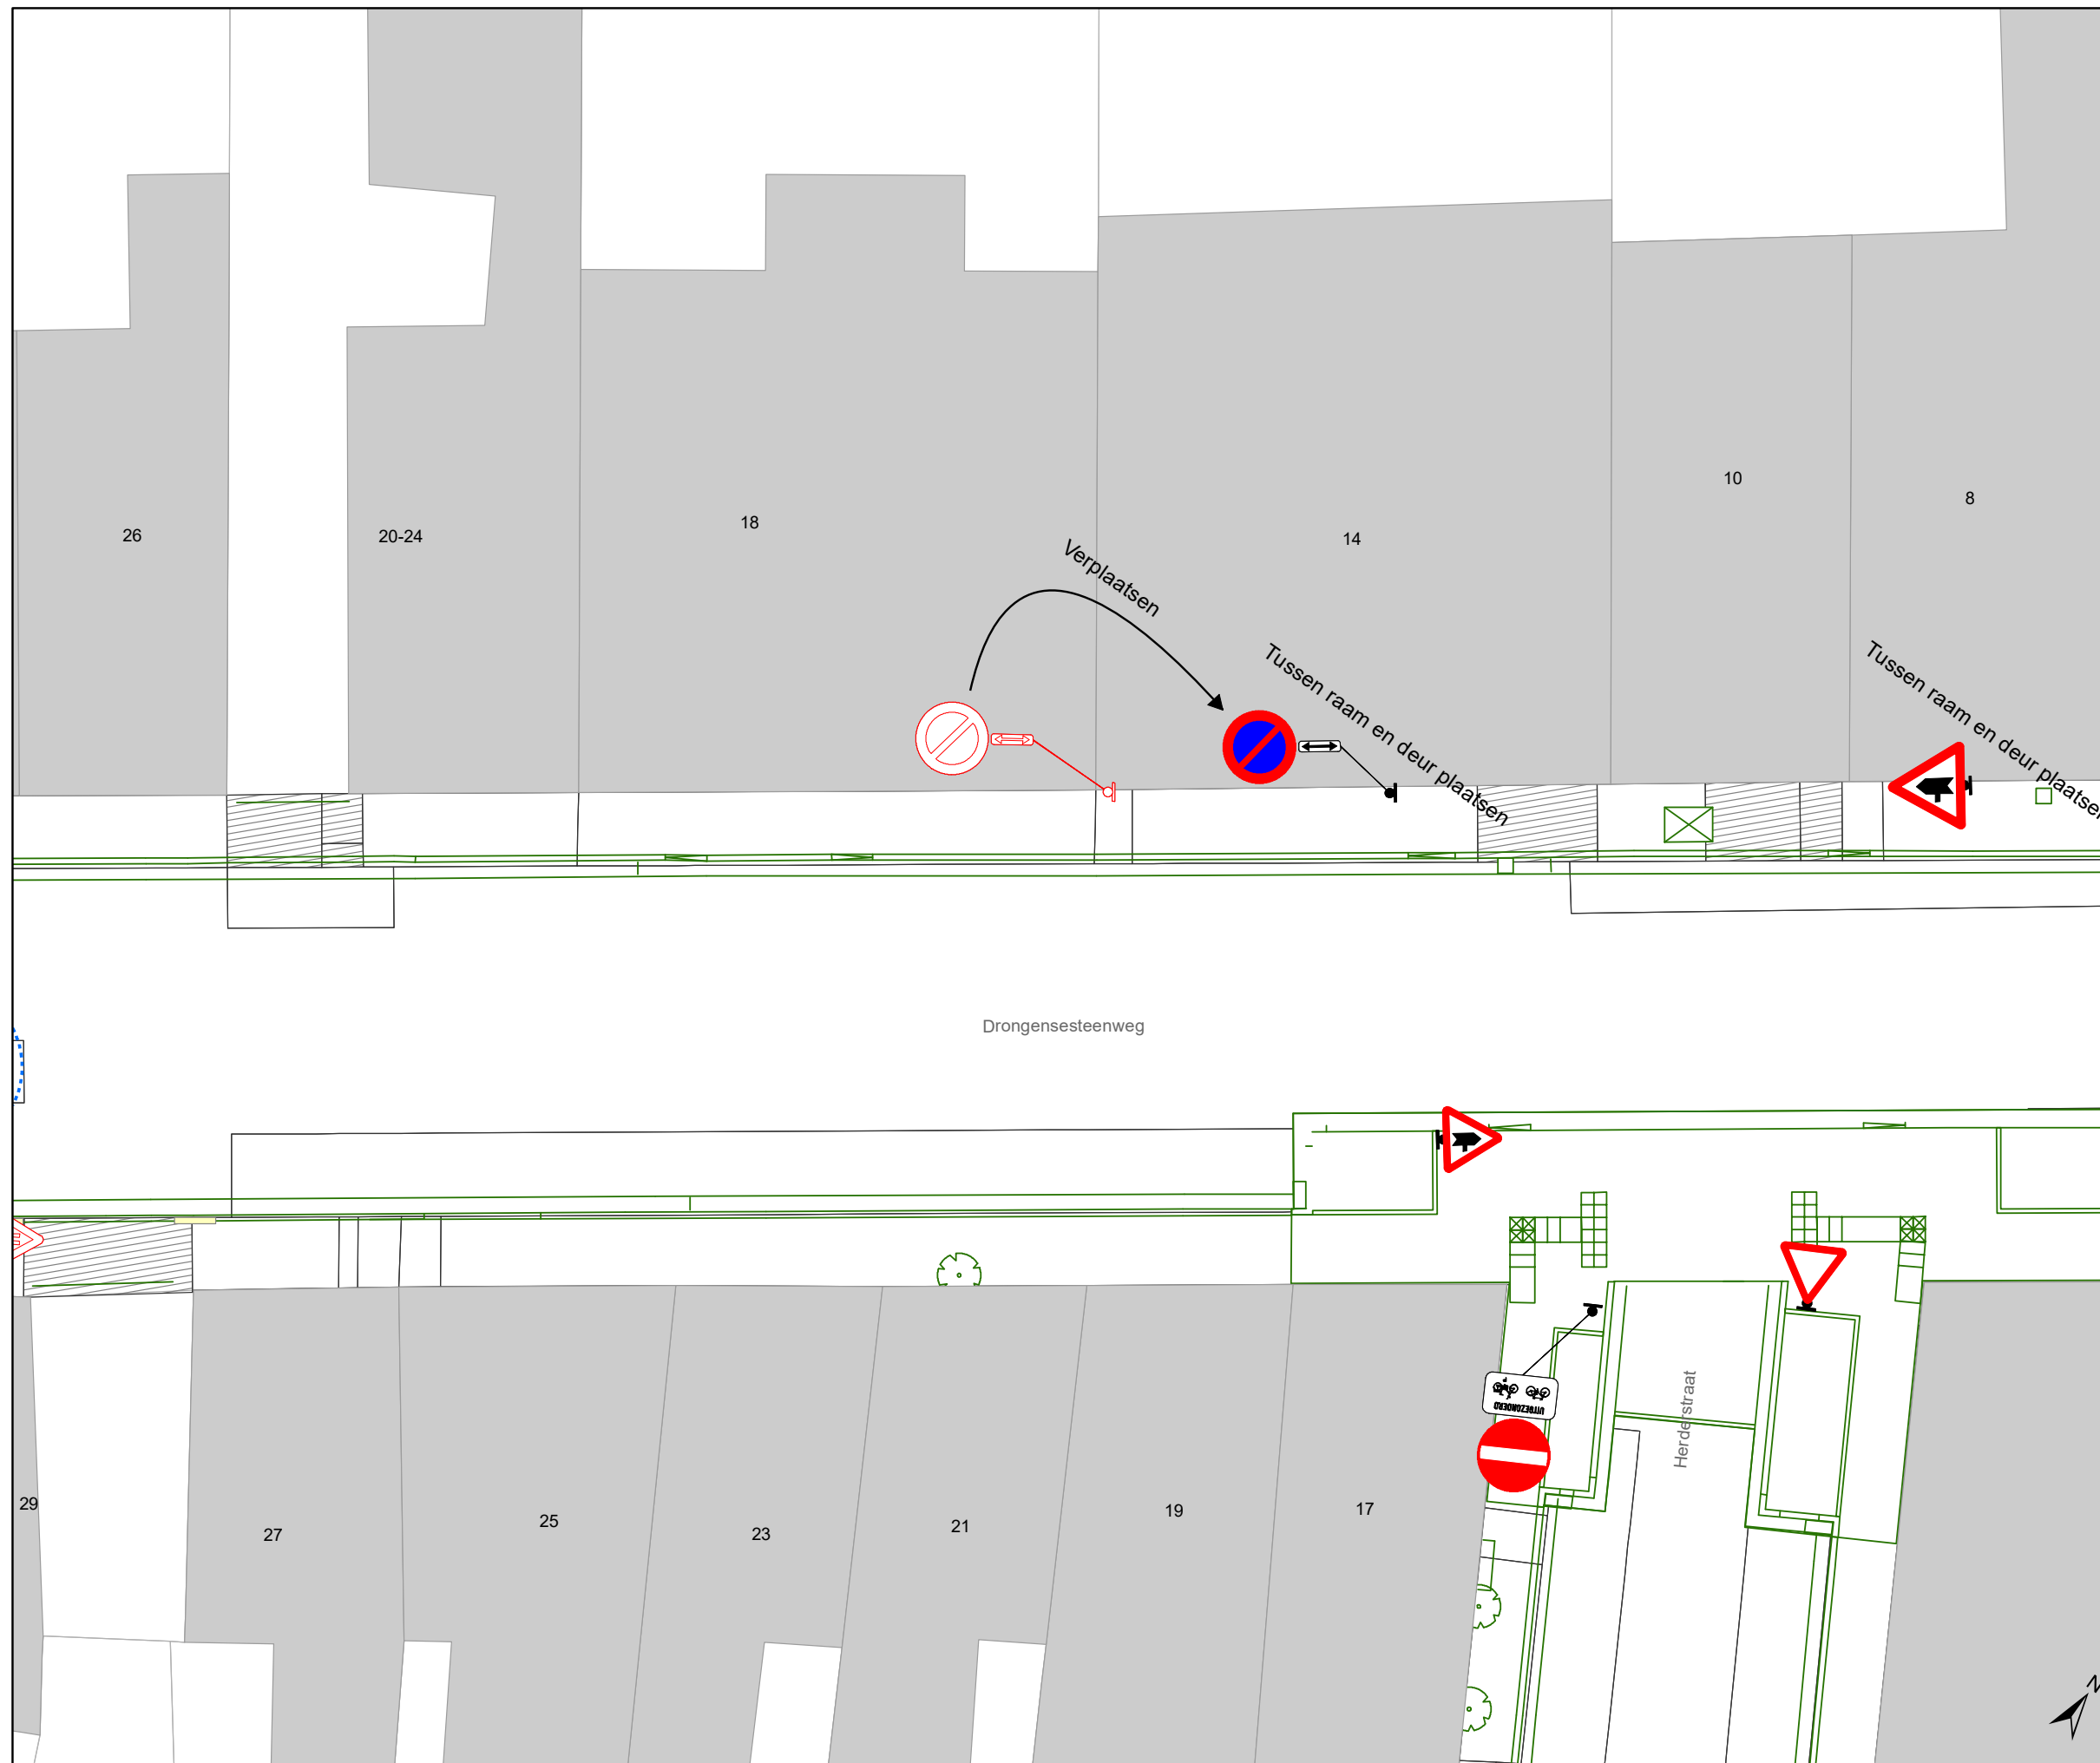 10
8
18
14
26
20-24
Verplaatsen
Tussen raam en deur plaatsen
Tussen raam en deur plaatsen
Drongensesteenweg
UITGEZONDERD
Herderstraat
29
27
25
23
21
19
17
N